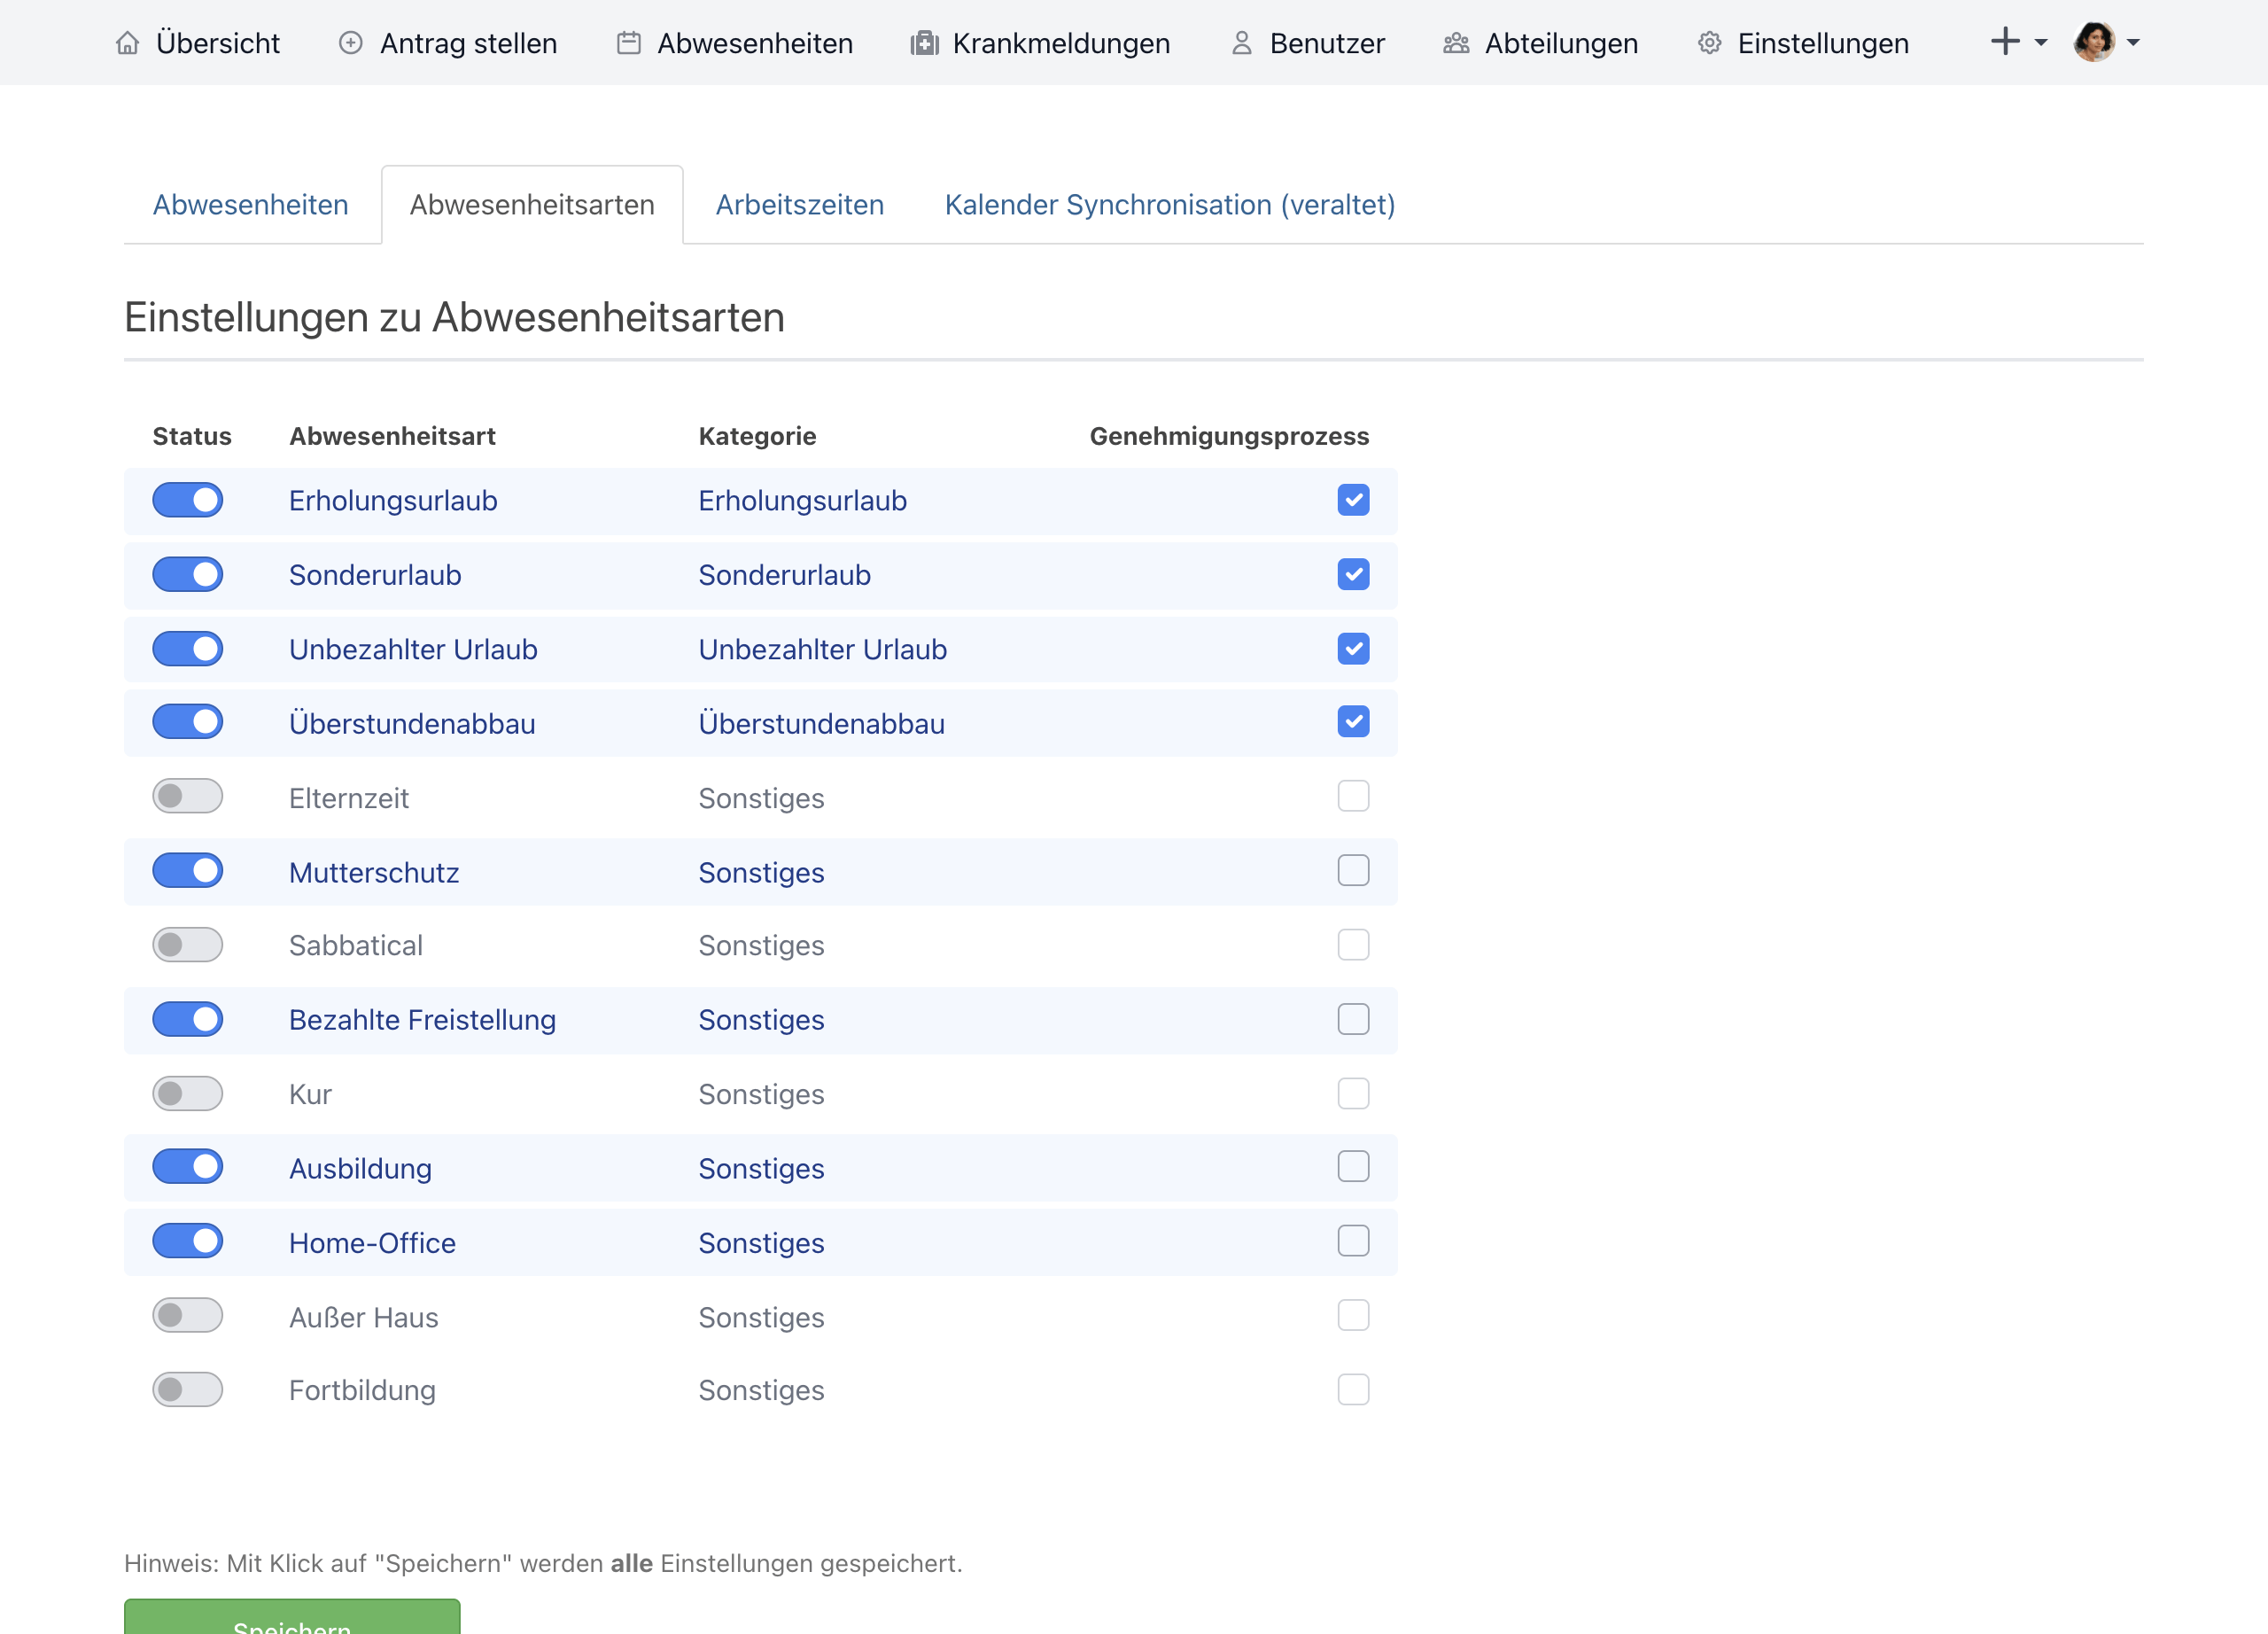 Übersicht Antrag stellen Abwesenheiten Krankmeldungen Benutzer Abteilungen Einstellungen
Abwesenheiten Abwesenheitsarten Arbeitszeiten Kalender Synchronisation (veraltet)
Einstellungen zu Abwesenheitsarten
Status Abwesenheitsart Kategorie Genehmigungsprozess
Erholungsurlaub Erholungsurlaub
Sonderurlaub Sonderurlaub
Unbezahlter Urlaub Unbezahlter Urlaub
Überstundenabbau Überstundenabbau
Elternzeit Sonstiges
Mutterschutz Sonstiges
Sabbatical Sonstiges
Bezahlte Freistellung Sonstiges
Kur Sonstiges
Ausbildung Sonstiges
Home-Office Sonstiges
Außer Haus Sonstiges
Fortbildung Sonstiges
Hinweis: Mit Klick auf "Speichern" werden alle Einstellungen gespeichert.
Speichern